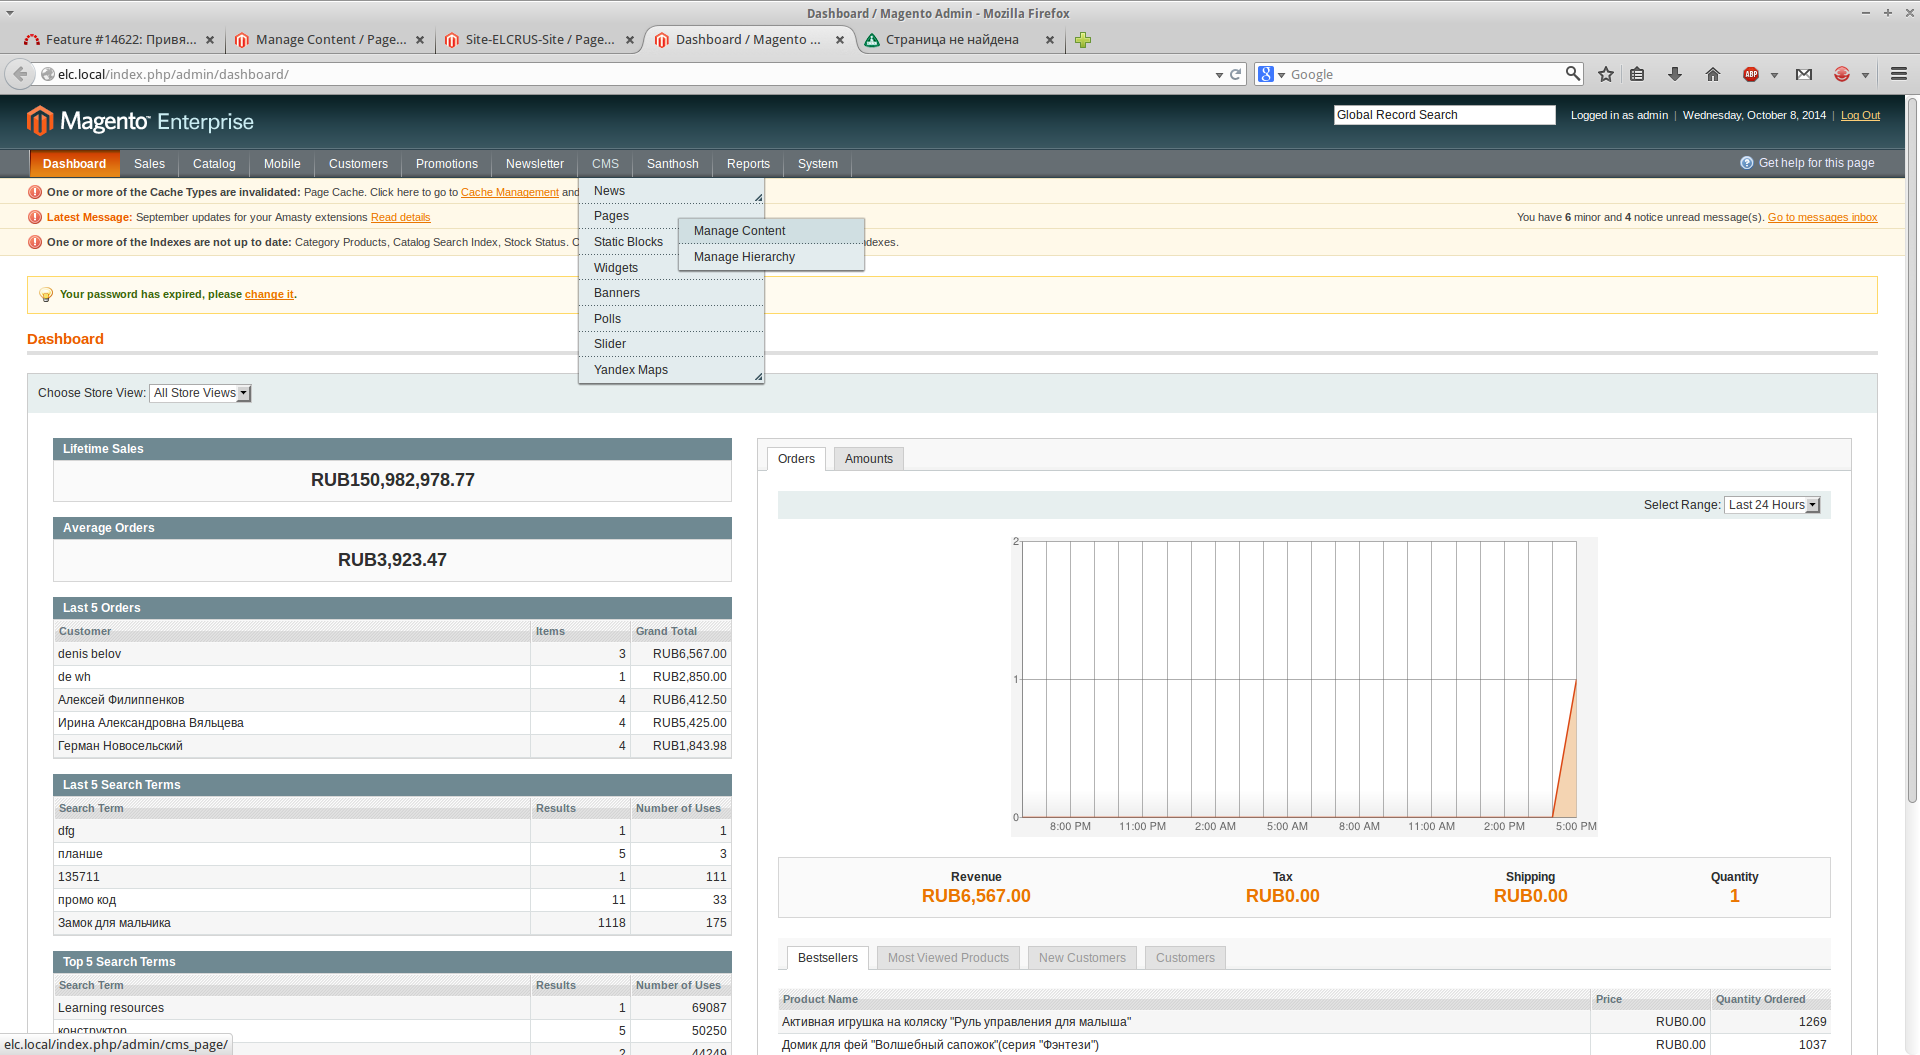 Dashboard / Magento Admin - Mozilla Firefox
Feature #14622: Привя...
Manage Content / Page...
Site-ELCRUS-Site / Page...
Dashboard / Magento ...
Страница не найдена
elc.local/index.php/admin/dashboard/
Google
ABP
Magento Enterprise
Global Record Search
Logged in as admin | Wednesday, October 8, 2014 | Log Out
Dashboard Sales Catalog Mobile Customers Promotions Newsletter CMS Santhosh Reports System
Get help for this page
One or more of the Cache Types are invalidated: Page Cache. Click here to go to Cache Management and
Latest Message: September updates for your Amasty extensions Read details
You have 6 minor and 4 notice unread message(s). Go to messages inbox
One or more of the Indexes are not up to date: Category Products, Catalog Search Index, Stock Status.
News
Pages
Static Blocks
Widgets
Banners
Polls
Slider
Yandex Maps
Manage Content
Manage Hierarchy
Your password has expired, please change it.
Dashboard
Choose Store View: All Store Views
Lifetime Sales
RUB150,982,978.77
Average Orders
RUB3,923.47
Last 5 Orders
Customer Items Grand Total
denis belov 3 RUB6,567.00
de wh 1 RUB2,850.00
Алексей Филиппенков 4 RUB6,412.50
Ирина Александровна Вяльцева 4 RUB5,425.00
Герман Новосельский 4 RUB1,843.98
Last 5 Search Terms
Search Term Results Number of Uses
dfg 1 1
планше 5 3
135711 1 111
промо код 11 33
Замок для мальчика 1118 175
Top 5 Search Terms
Search Term Results Number of Uses
Learning resources 1 69087
конструктор 5 50250
2 44249
elc.local/index.php/admin/cms_page/
Orders Amounts
Select Range: Last 24 Hours
2
1
0
8:00 PM 11:00 PM 2:00 AM 5:00 AM 8:00 AM 11:00 AM 2:00 PM 5:00 PM
Revenue Tax Shipping Quantity
RUB6,567.00 RUB0.00 RUB0.00 1
Bestsellers Most Viewed Products New Customers Customers
Product Name Price Quantity Ordered
Активная игрушка на коляску "Руль управления для малыша" RUB0.00 1269
Домик для фей "Волшебный сапожок"(серия "Фэнтези") RUB0.00 1037